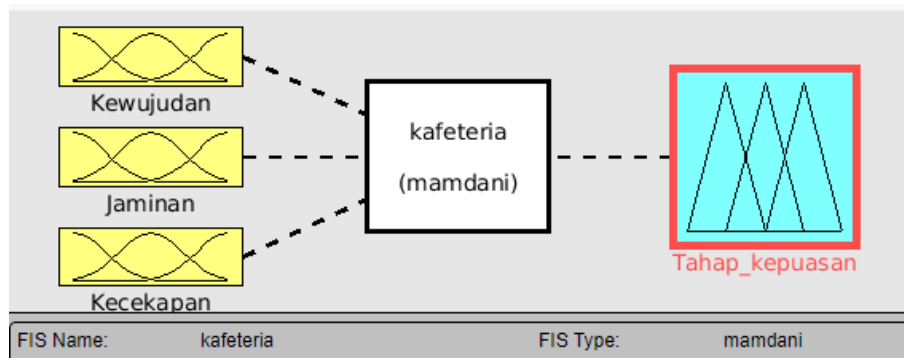 Kewujudan
Jaminan
Kecekapan
kafeteria
(mamdani)
Tahap_kepuasan
FIS Name: kafeteria FIS Type: mamdani